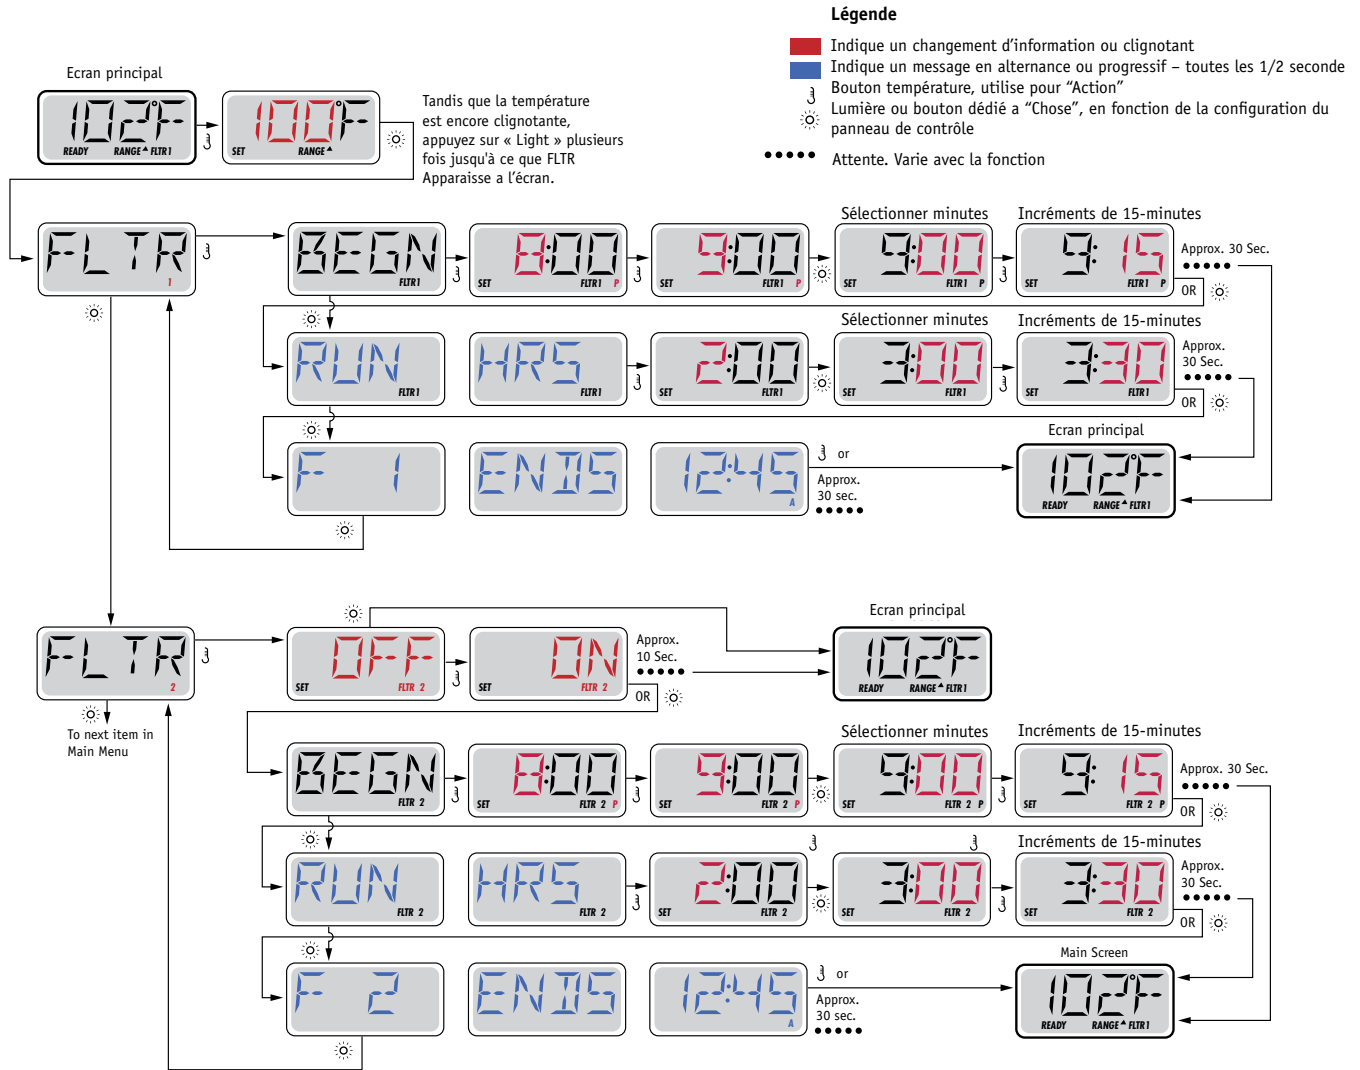 Légende
Indique un changement d'information ou clignotant
Indique un message en alternance ou progressif – toutes les 1/2 seconde
Bouton température, utilise pour “Action”
Lumière ou bouton dédié a “Chose”, en fonction de la configuration du
panneau de contrôle
Attente. Varie avec la fonction
Ecran principal
102°F
READY RANGE FLTR1
100°F
SET RANGE
Tandis que la température
est encore clignotante,
appuyez sur « Light » plusieurs
fois jusqu'à ce que FLTR
Apparaisse a l'écran.
Sélectionner minutes
Incréments de 15-minutes
FLTR
1
BEGN
FLTR1
8:00
SET FLTR1 P
9:00
SET FLTR1 P
9:00
SET FLTR1 P
9:15
SET FLTR1 P
Approx. 30 Sec.
OR
Sélectionner minutes
Incréments de 15-minutes
RUN
FLTR1
HRS
FLTR1
2:00
SET FLTR1
3:00
SET FLTR1
3:30
SET FLTR1
Approx.
30 Sec.
OR
Ecran principal
F 1
ENDS
12:45
A
or
Approx.
30 sec.
102°F
READY RANGE FLTR1
Ecran principal
FLTR
2
OFF
SET FLTR 2
ON
SET FLTR 2
Approx.
10 Sec.
OR
102°F
READY RANGE FLTR1
To next item in
Main Menu
Sélectionner minutes
Incréments de 15-minutes
BEGN
FLTR 2
8:00
SET FLTR 2 P
9:00
SET FLTR 2 P
9:00
SET FLTR 2 P
9:15
SET FLTR 2 P
Approx. 30 Sec.
OR
Incréments de 15-minutes
RUN
FLTR 2
HRS
FLTR 2
2:00
SET FLTR 2
3:00
SET FLTR 2
3:30
SET FLTR 2
Approx.
30 Sec.
OR
Main Screen
F 2
ENDS
12:45
A
or
Approx.
30 sec.
102°F
READY RANGE FLTR1